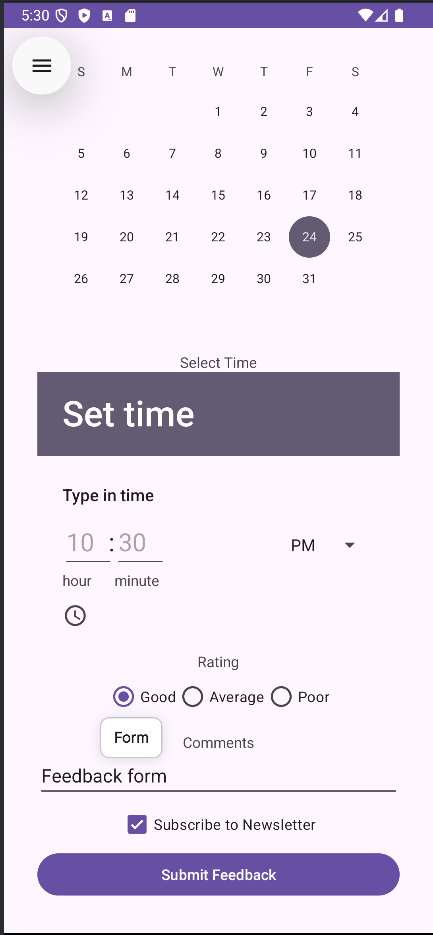 5:30
S M T W T F S
1 2 3 4
5 6 7 8 9 10 11
12 13 14 15 16 17 18
19 20 21 22 23 24 25
26 27 28 29 30 31
Select Time
Set time
Type in time
10 : 30 PM
hour minute
Rating
Good Average Poor
Form Comments
Feedback form
Subscribe to Newsletter
Submit Feedback